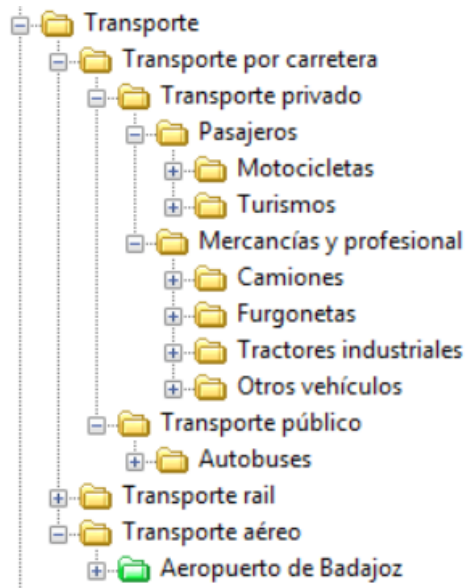 Transporte
Transporte por carretera
Transporte privado
Pasajeros
Motocicletas
Turismos
Mercancías y profesional
Camiones
Furgonetas
Tractores industriales
Otros vehículos
Transporte público
Autobuses
Transporte rail
Transporte aéreo
Aeropuerto de Badajoz